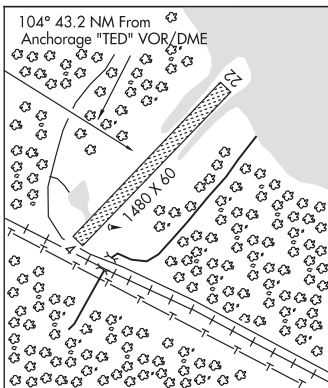 104° 43.2 NM From
Anchorage "TED" VOR/DME
22
1480 X 60
4